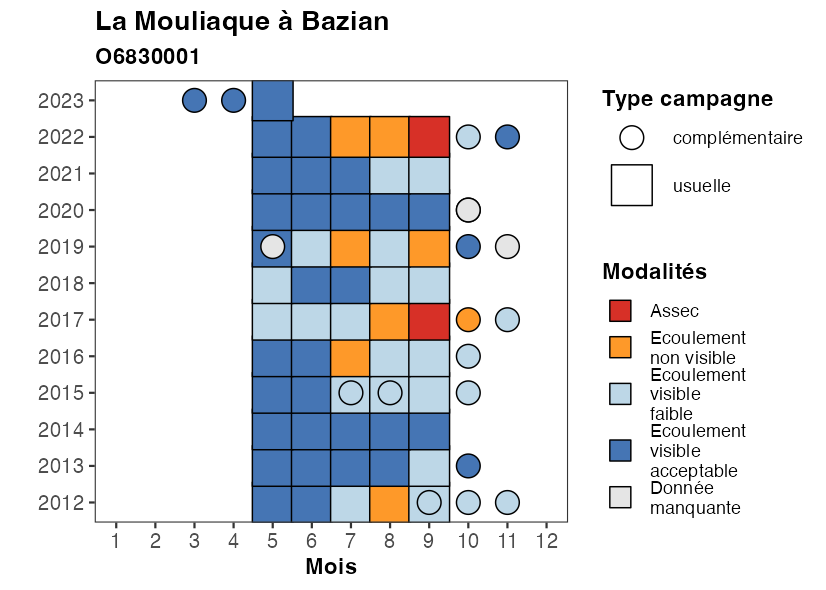 La Mouliaque à Bazian
O6830001
2023
2022
2021
2020
2019
2018
2017
2016
2015
2014
2013
2012
1 2 3 4 5 6 7 8 9 10 11 12
Mois
Type campagne
complémentaire
usuelle
Modalités
Assec
Ecoulement
non visible
Ecoulement
visible
faible
Ecoulement
visible
acceptable
Donnée
manquante